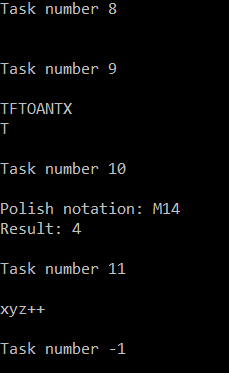 Task number 8
Task number 9
TFTOANTX
T
Task number 10
Polish notation: M14
Result: 4
Task number 11
xyz++
Task number -1